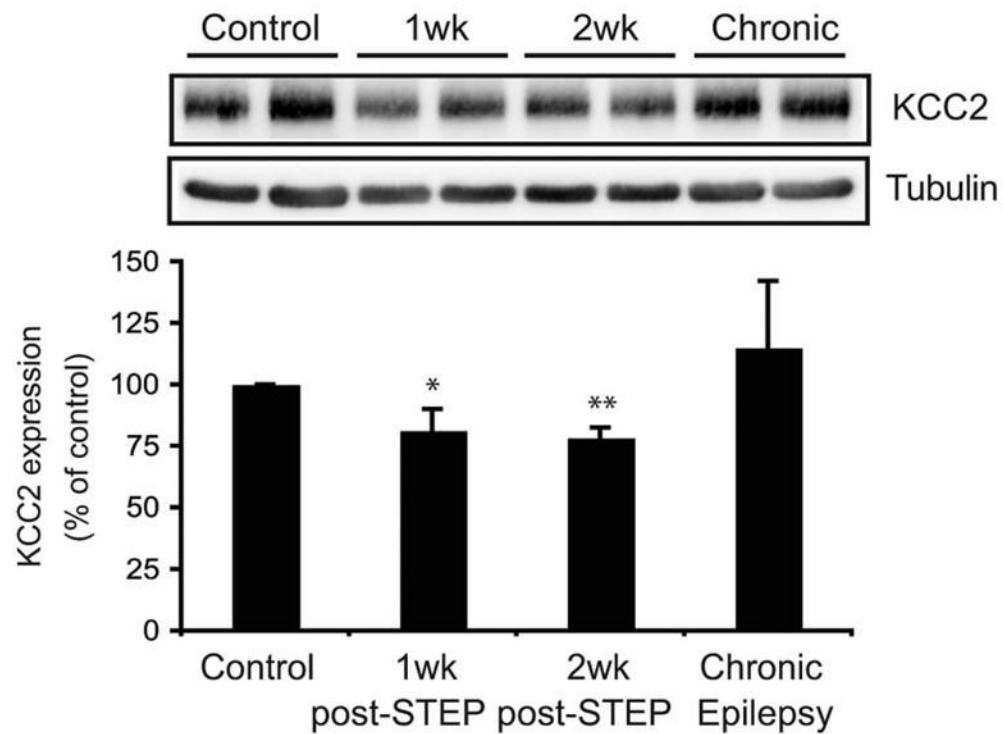 Control 1wk 2wk Chronic
KCC2
Tubulin
KCC2 expression
(% of control)
150
125
100
75
50
25
0
*
**
Control 1wk 2wk Chronic
post-STEP post-STEP Epilepsy